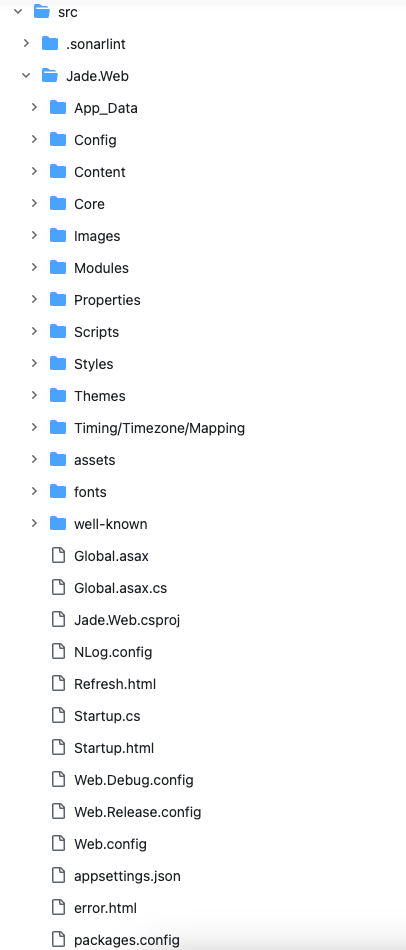 src
.sonarlint
Jade.Web
App_Data
Config
Content
Core
Images
Modules
Properties
Scripts
Styles
Themes
Timing/Timezone/Mapping
assets
fonts
well-known
Global.asax
Global.asax.cs
Jade.Web.csproj
NLog.config
Refresh.html
Startup.cs
Startup.html
Web.Debug.config
Web.Release.config
Web.config
appsettings.json
error.html
packages.config